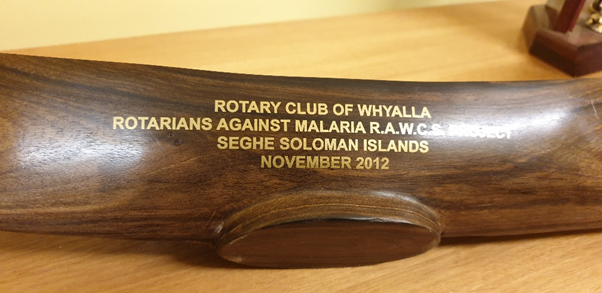 ROTARY CLUB OF WHYALLA
ROTARIANS AGAINST MALARIA R.A.W.C.S. PROJECT
SEGHE SOLOMAN ISLANDS
NOVEMBER 2012